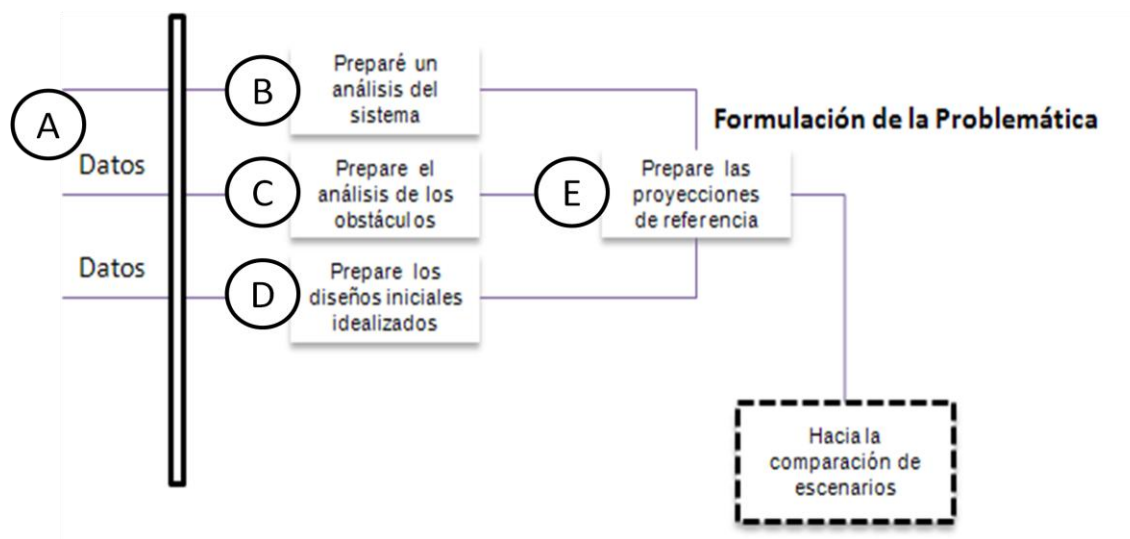 B
Preparé un
análisis del
sistema
A
Formulación de la Problemática
Datos
C
Prepare el
análisis de los
obstáculos
E
Prepare las
proyecciones
de referencia
Datos
D
Prepare los
diseños iniciales
idealizados
Hacia la
comparación de
escenarios